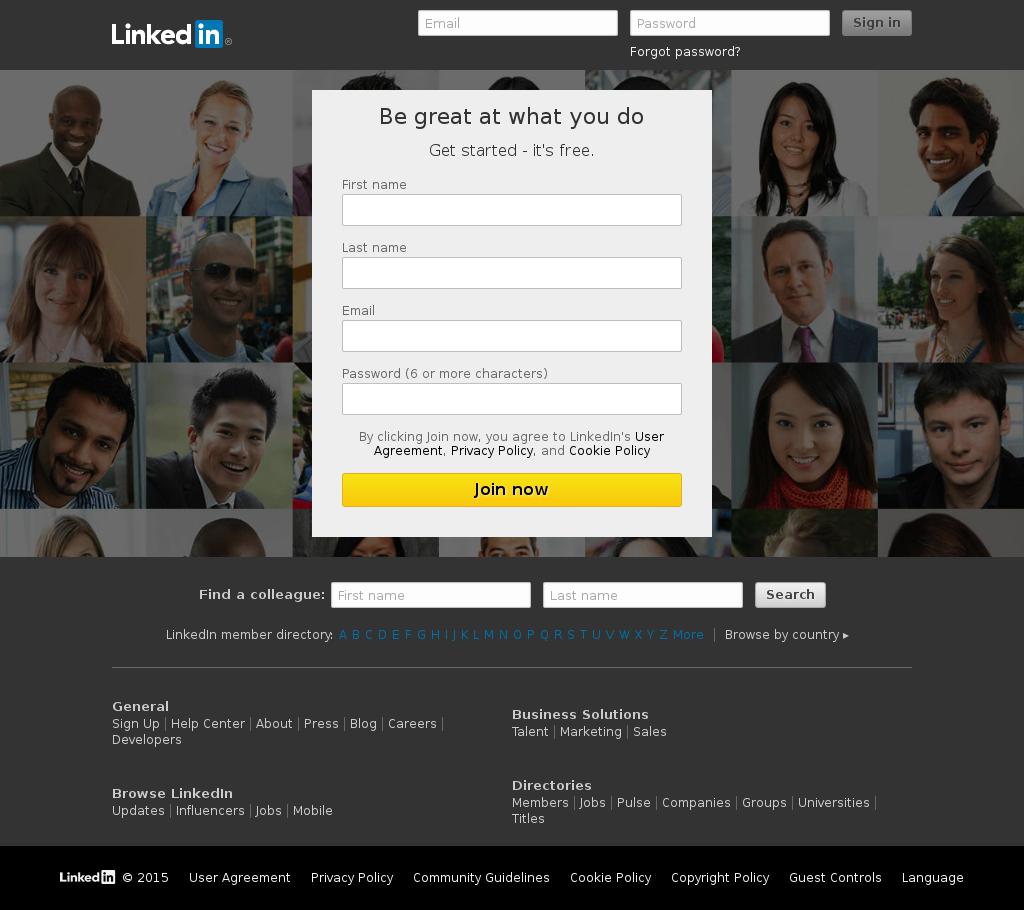 Linked in ®
Email
Password
Sign in
Forgot password?
Be great at what you do
Get started - it's free.
First name
Last name
Email
Password (6 or more characters)
By clicking Join now, you agree to LinkedIn's User
Agreement, Privacy Policy, and Cookie Policy
Join now
Find a colleague: First name Last name Search
LinkedIn member directory: A B C D E F G H I J K L M N O P Q R S T U V W X Y Z More | Browse by country ▸
General
Sign Up | Help Center | About | Press | Blog | Careers |
Developers
Business Solutions
Talent | Marketing | Sales
Browse LinkedIn
Updates | Influencers | Jobs | Mobile
Directories
Members | Jobs | Pulse | Companies | Groups | Universities |
Titles
Linked in © 2015 User Agreement Privacy Policy Community Guidelines Cookie Policy Copyright Policy Guest Controls Language